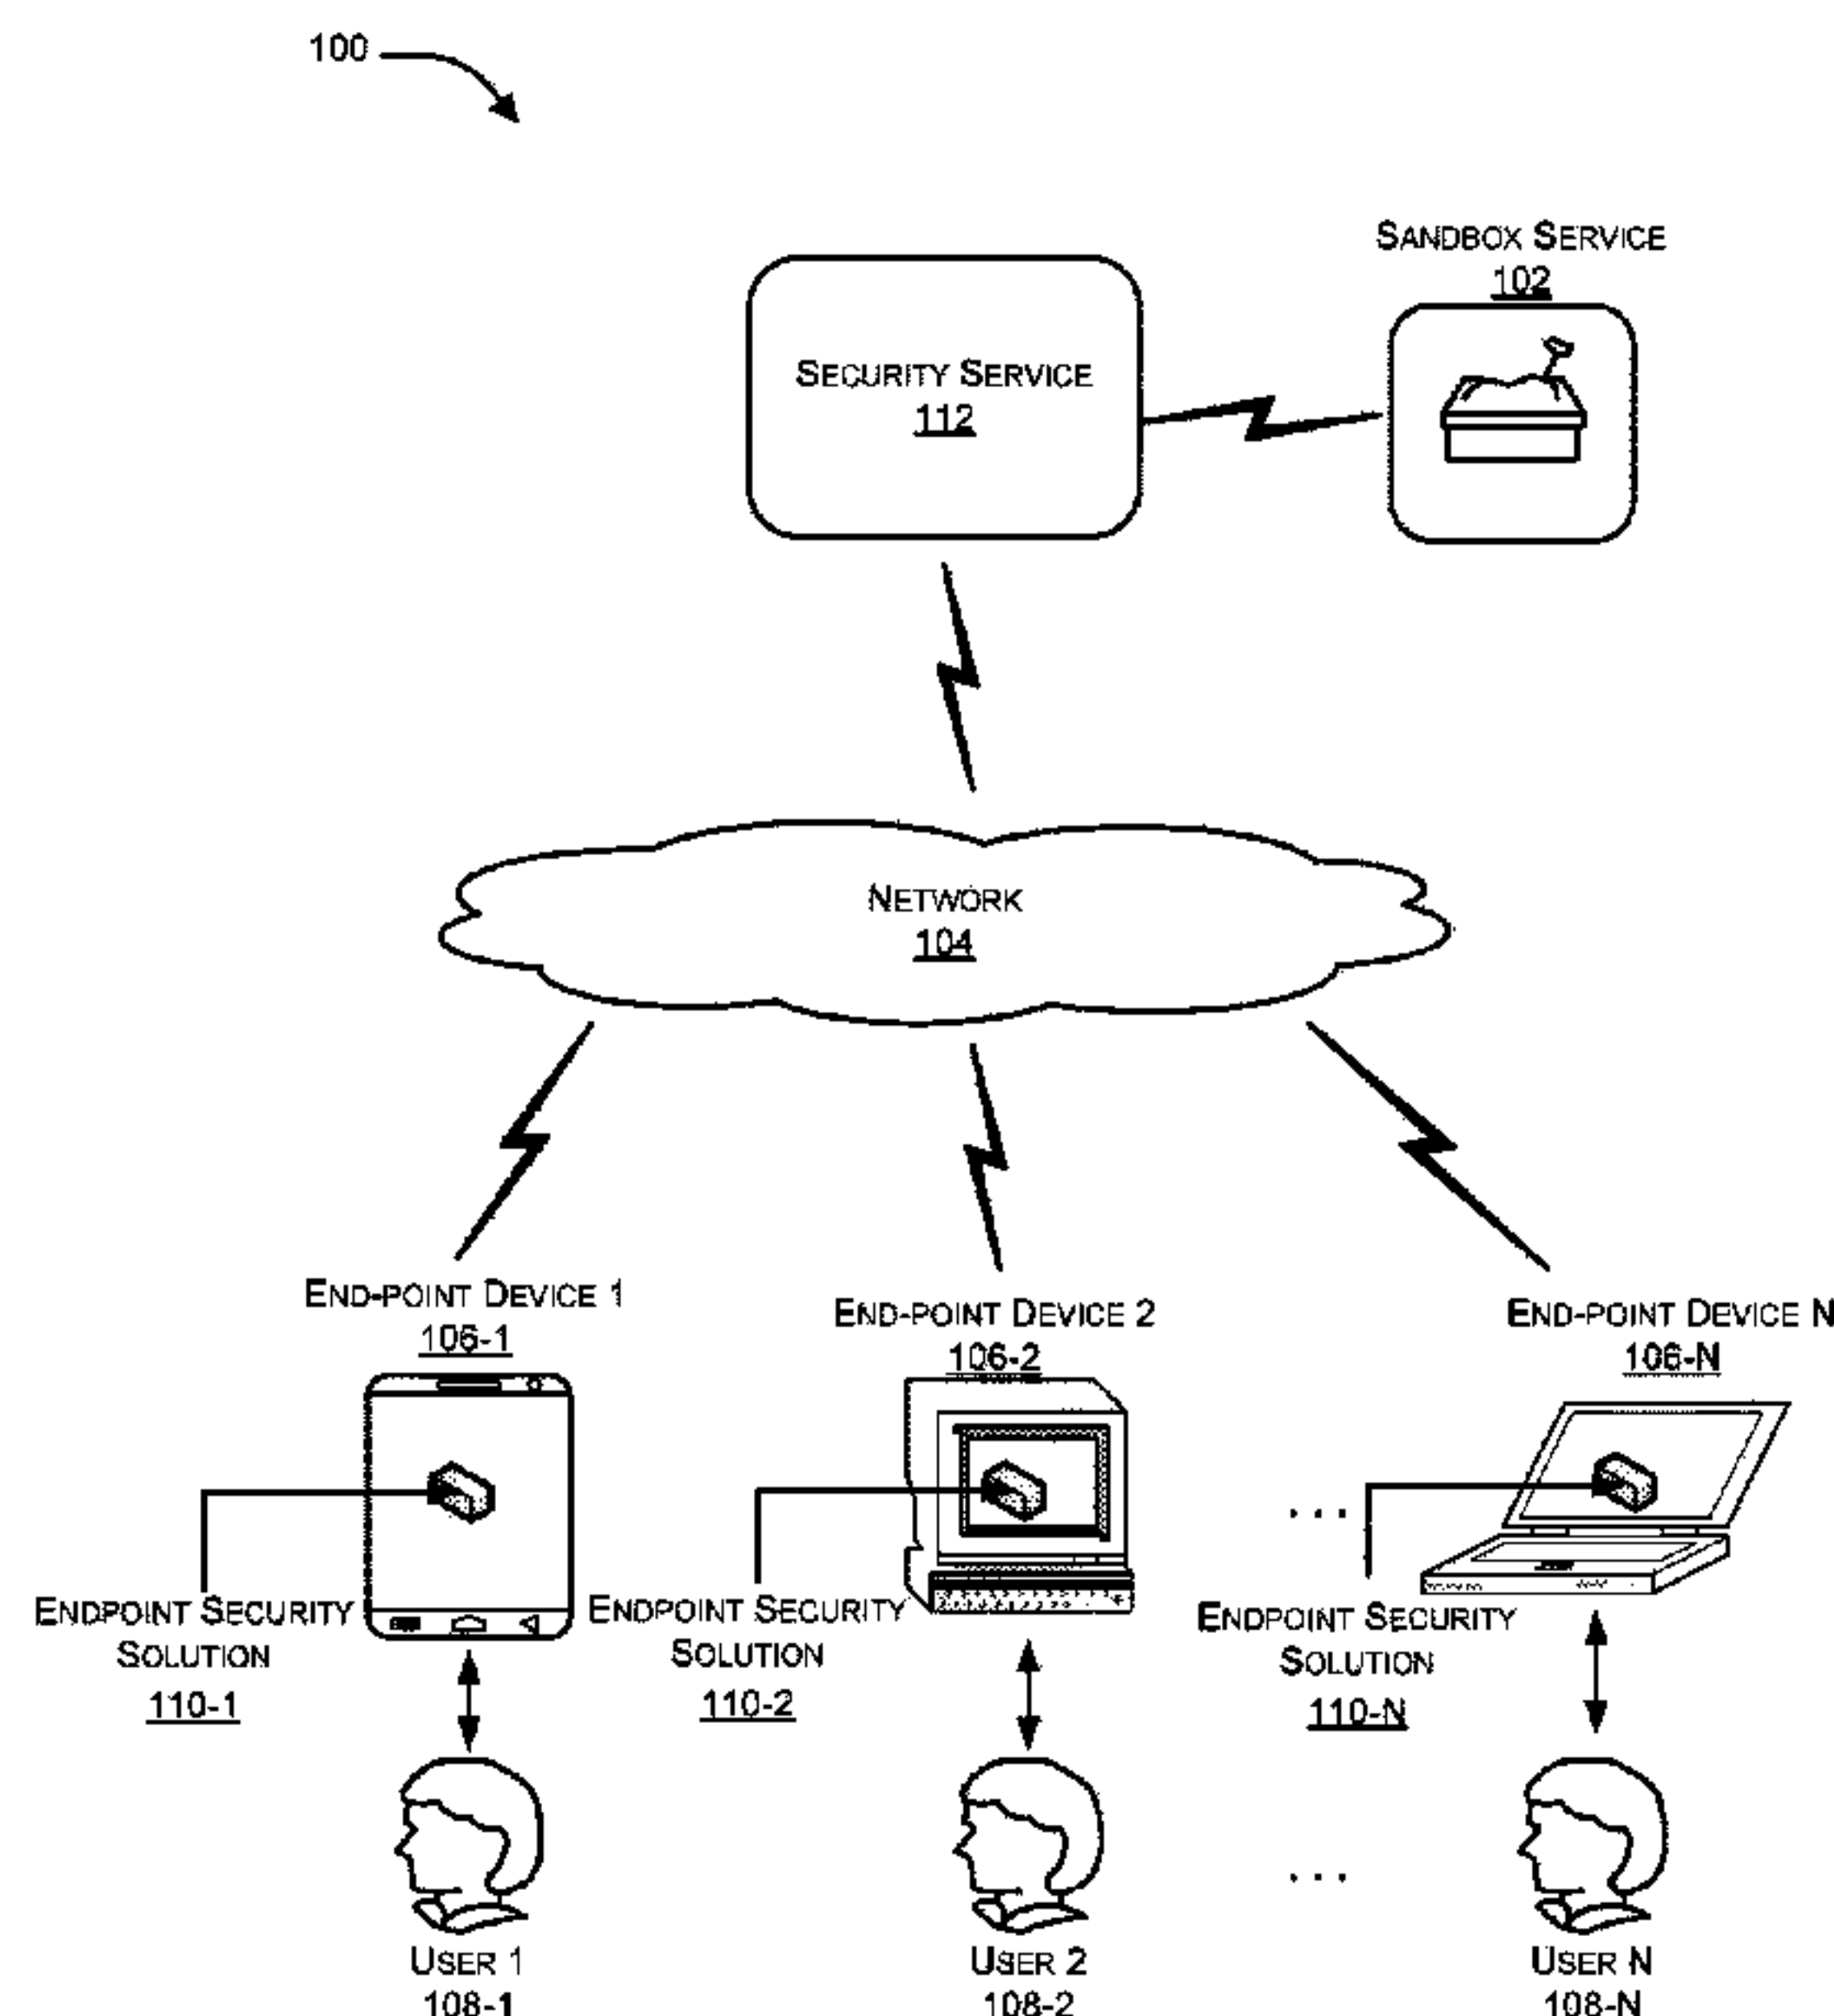 100
SANDBOX SERVICE
102
SECURITY SERVICE
112
NETWORK
104
END-POINT DEVICE 1
106-1
END-POINT DEVICE 2
106-2
END-POINT DEVICE N
106-N
...
ENDPOINT SECURITY
SOLUTION
110-1
ENDPOINT SECURITY
SOLUTION
110-2
ENDPOINT SECURITY
SOLUTION
110-N
...
USER 1
108-1
USER 2
108-2
USER N
108-N